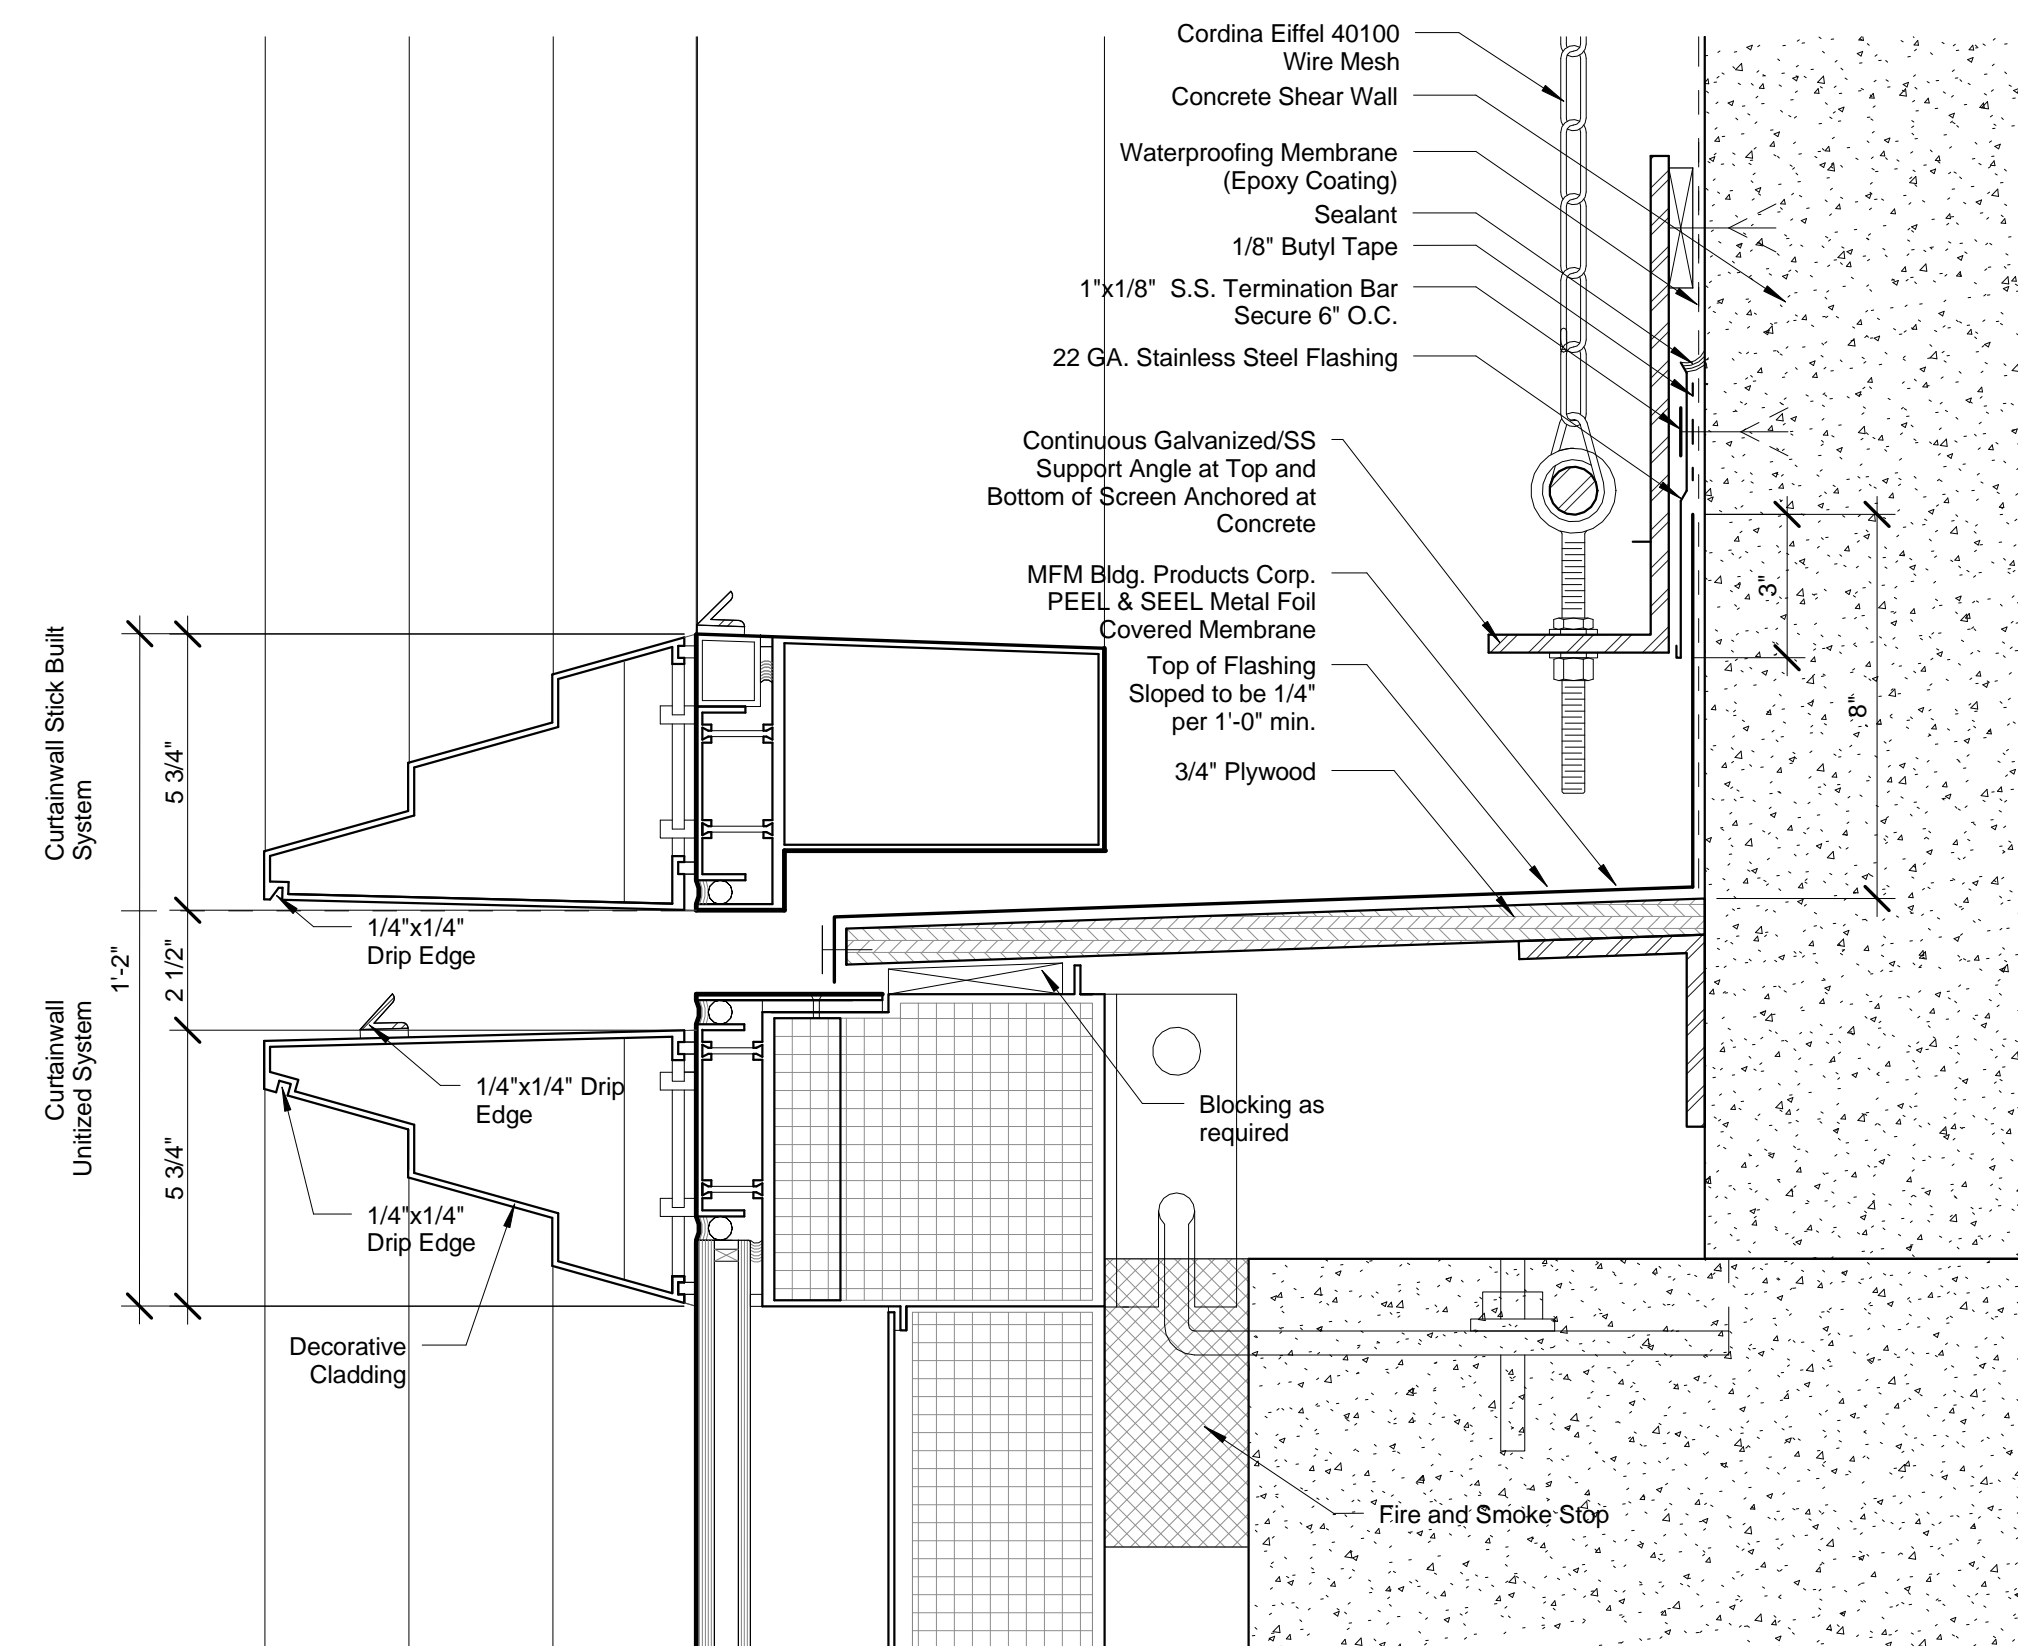 Cordina Eiffel 40100
Wire Mesh
Concrete Shear Wall
Waterproofing Membrane
(Epoxy Coating)
Sealant
1/8" Butyl Tape
1"x1/8"  S.S. Termination Bar
Secure 6" O.C.
22 GA. Stainless Steel Flashing
Continuous Galvanized/SS
Support Angle at Top and
Bottom of Screen Anchored at
Concrete
MFM Bldg. Products Corp.
PEEL & SEEL Metal Foil
Covered Membrane
Top of Flashing
Sloped to be 1/4"
per 1'-0" min.
3/4" Plywood
3"
8"
Curtainwall Stick Built
System
5 3/4"
1/4"x1/4"
Drip Edge
1'-2"
2 1/2"
Curtainwall
Unitized System
5 3/4"
1/4"x1/4" Drip
Edge
1/4"x1/4"
Drip Edge
Blocking as
required
Decorative
Cladding
Fire and Smoke Stop